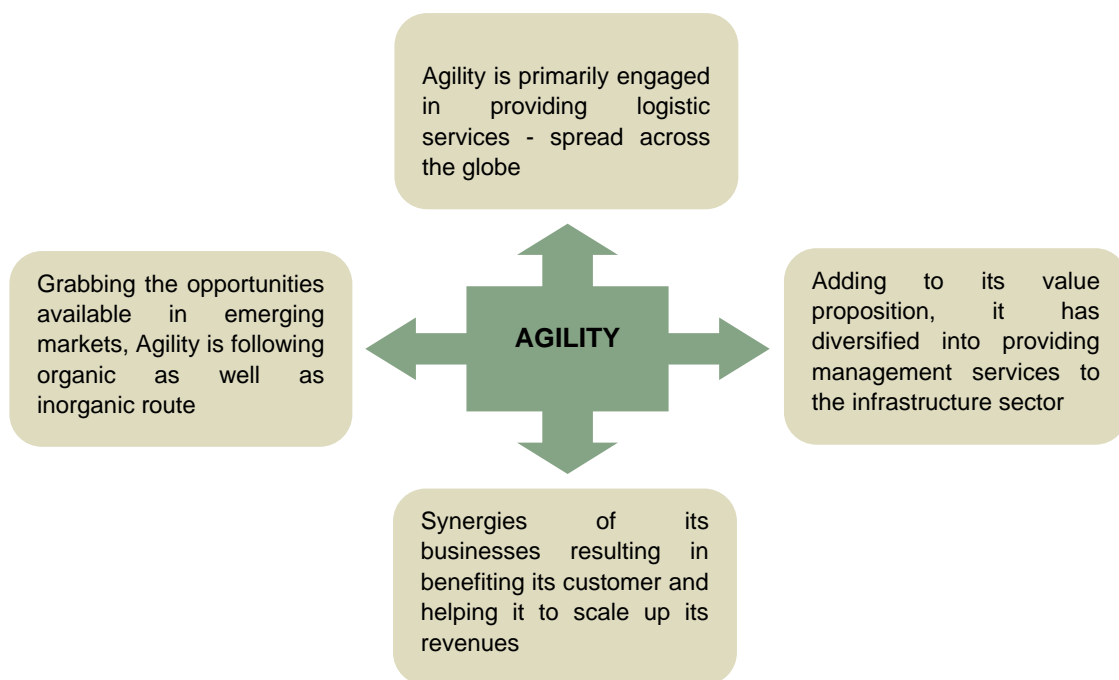 Agility is primarily engaged
in providing logistic
services - spread across
the globe
Grabbing the opportunities
available in emerging
markets, Agility is following
organic as well as
inorganic route
AGILITY
Adding to its value
proposition, it has
diversified into providing
management services to
the infrastructure sector
Synergies of its
businesses resulting in
benefiting its customer and
helping it to scale up its
revenues